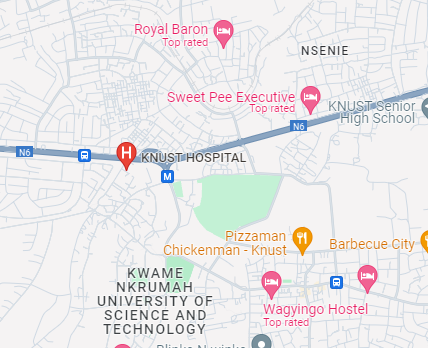 Royal Baron
Top rated
NSENIE
Sweet Pee Executive
Top rated
KNUST Senior
High School
N6
N6
H
KNUST HOSPITAL
M
Pizzaman
Chickenman - Knust
Barbecue City
KWAME
NKRUMAH
UNIVERSITY OF
SCIENCE AND
TECHNOLOGY
Wagyingo Hostel
Top rated